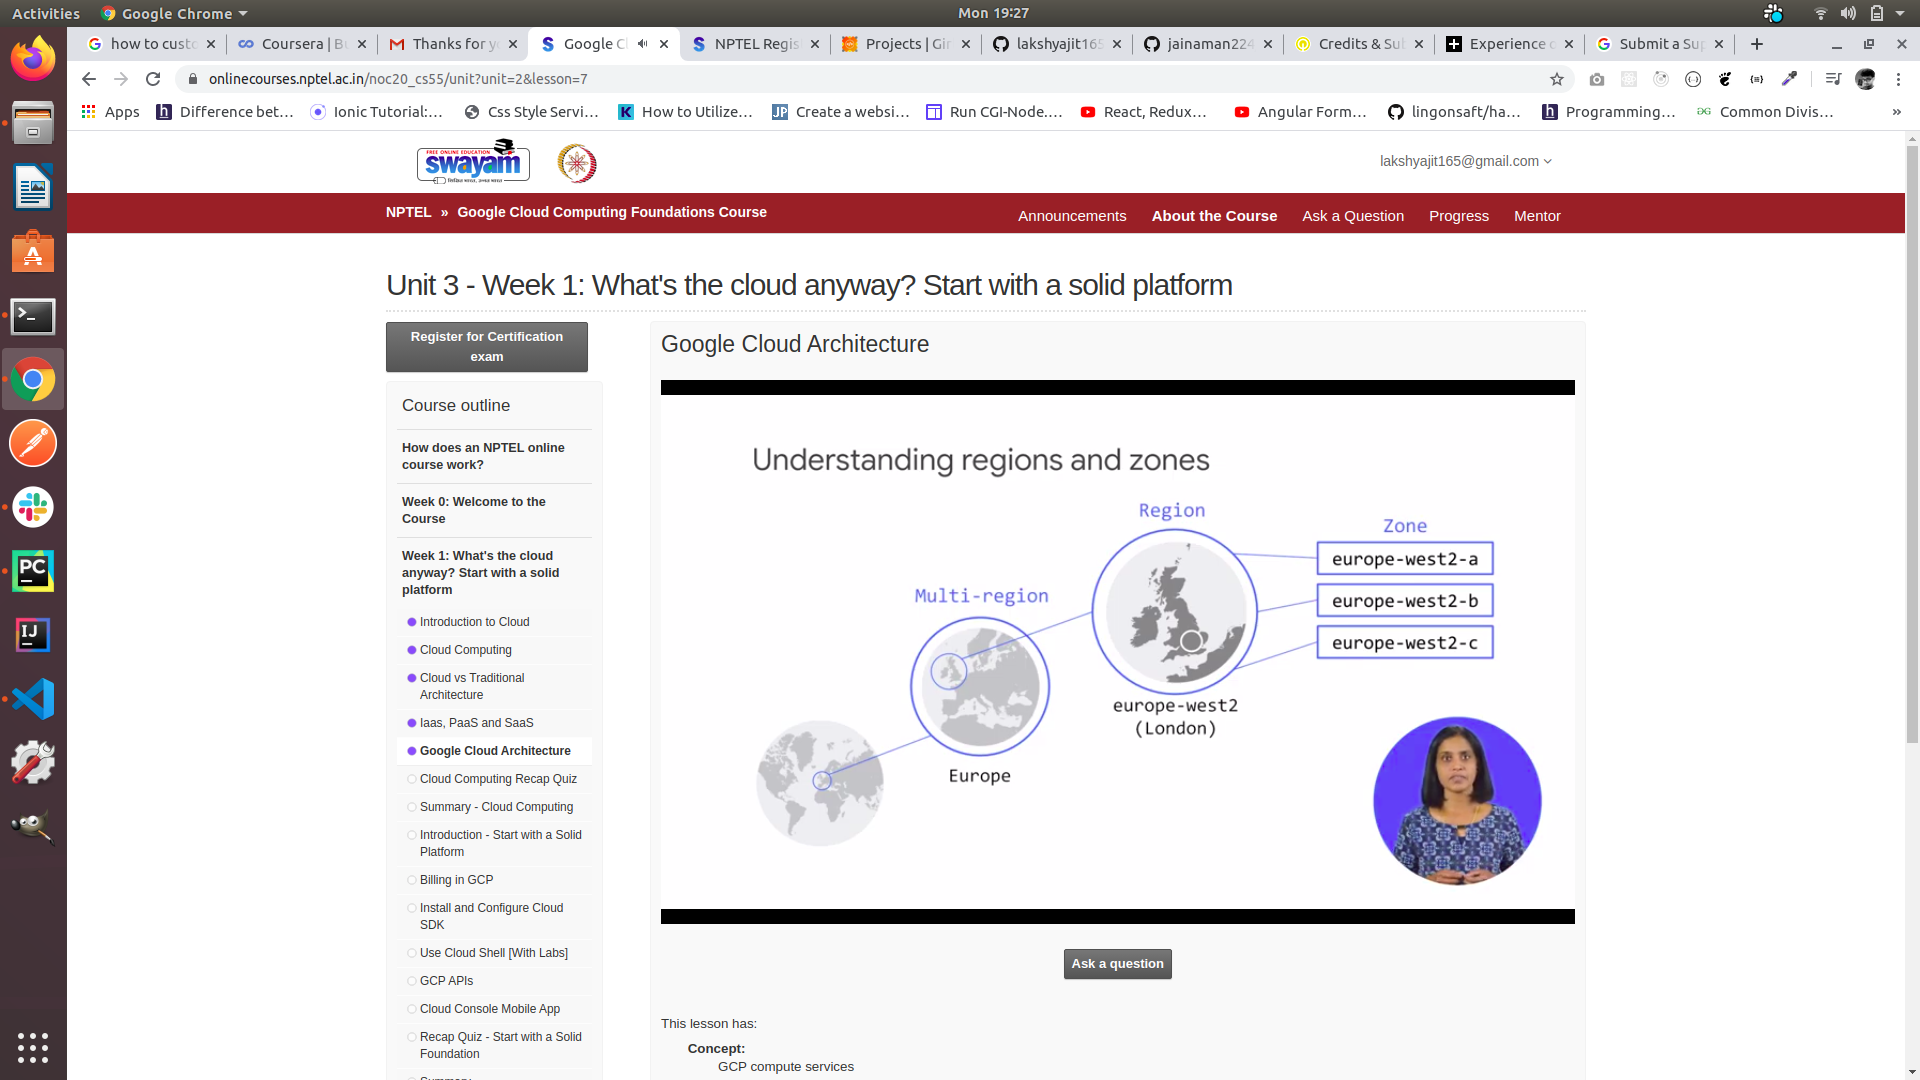 Activities
Google Chrome
Mon 19:27
how to custo
Coursera | Bu
Thanks for yo
Google Cl
NPTEL Regis
Projects | Gir
lakshyajit165
jainaman224
Credits & Sub
Experience o
Submit a Sup
onlinecourses.nptel.ac.in/noc20_cs55/unit?unit=2&lesson=7
Apps
Difference bet…
Ionic Tutorial:…
Css Style Servi…
How to Utilize…
Create a websi…
Run CGI-Node.…
React, Redux…
Angular Form…
lingonsaft/ha…
Programming…
Common Divis…
»
FREE ONLINE EDUCATION
swayam
lakshyajit165@gmail.com
NPTEL » Google Cloud Computing Foundations Course
Announcements
About the Course
Ask a Question
Progress
Mentor
Unit 3 - Week 1: What's the cloud anyway? Start with a solid platform
Register for Certification
exam
Course outline
How does an NPTEL online
course work?
Week 0: Welcome to the
Course
Week 1: What's the cloud
anyway? Start with a solid
platform
Introduction to Cloud
Cloud Computing
Cloud vs Traditional
Architecture
Iaas, PaaS and SaaS
Google Cloud Architecture
Cloud Computing Recap Quiz
Summary - Cloud Computing
Introduction - Start with a Solid
Platform
Billing in GCP
Install and Configure Cloud
SDK
Use Cloud Shell [With Labs]
GCP APIs
Cloud Console Mobile App
Recap Quiz - Start with a Solid
Foundation
Summary
Google Cloud Architecture
Understanding regions and zones
Region
Zone
europe-west2-a
europe-west2-b
europe-west2-c
Multi-region
europe-west2
(London)
Europe
Ask a question
This lesson has:
Concept:
GCP compute services